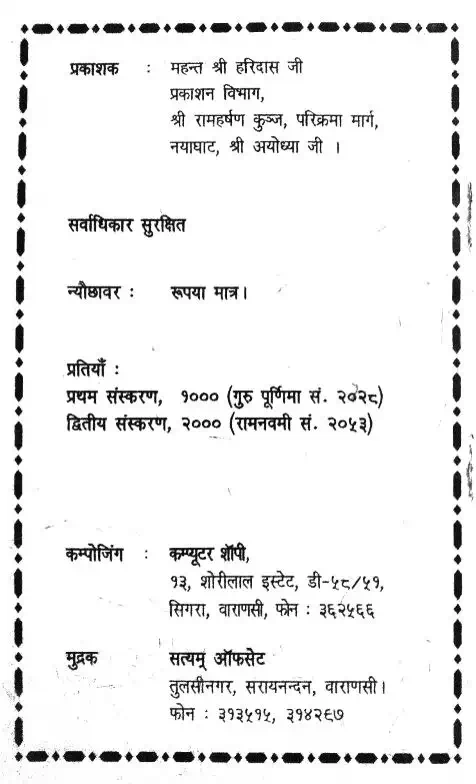 प्रकाशक : महन्त श्री हरिदास जी
प्रकाशन विभाग,
श्री रामहर्षण कुञ्ज, परिक्रमा मार्ग,
नयाघाट, श्री अयोध्या जी ।
सर्वाधिकार सुरक्षित
न्यौछावर : रूपया मात्र।
प्रतियाँ :
प्रथम संस्करण, १००० (गुरु पूर्णिमा सं. २०२८)
द्वितीय संस्करण, २००० (रामनवमी सं. २०५३)
कम्पोजिंग : कम्प्यूटर शॉपी,
१३, शोरीलाल इस्टेट, डी-५८/५१,
सिगरा, वाराणसी, फोन : ३६२५६६
मुद्रक सत्यम् ऑफसेट
तुलसीनगर, सरायनन्दन, वाराणसी।
फोन : ३१३५१५, ३१४२९७